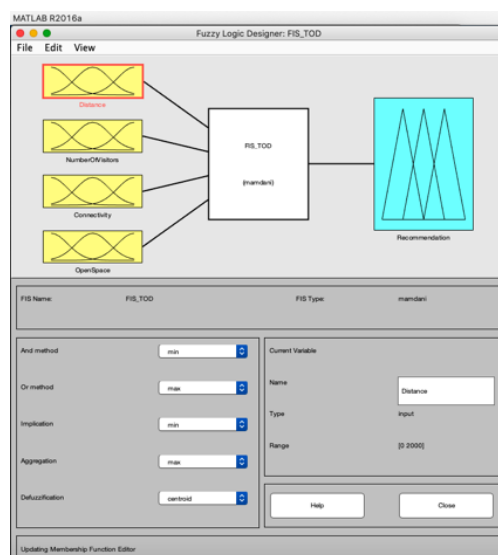 MATLAB R2016a
Fuzzy Logic Designer: FIS_TOD
File Edit View
Distance
NumberOfVisitors
Connectivity
OpenSpace
FIS_TOD
(mamdani)
Recommendation
FIS Name: FIS_TOD FIS Type: mamdani
And method min
Or method max
Implication min
Aggregation max
Defuzzification centroid
Current Variable
Name Distance
Type input
Range [0 2000]
Help Close
Updating Membership Function Editor